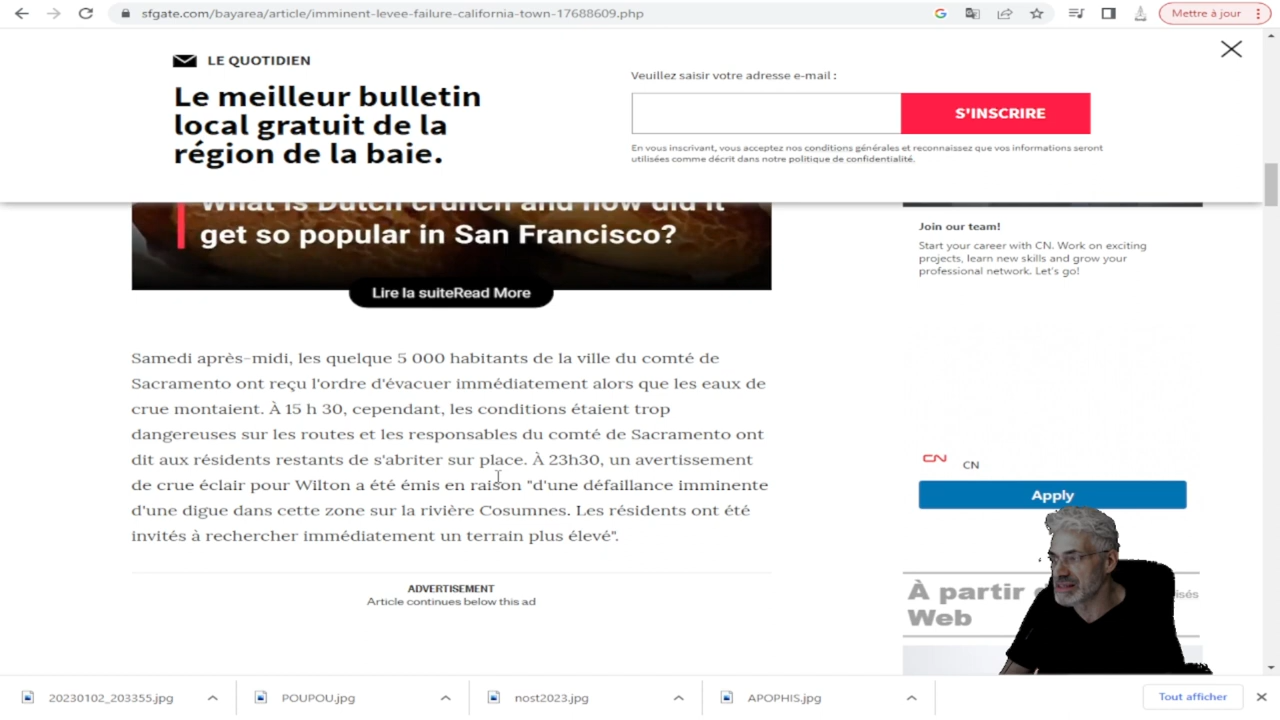 sfgate.com/bayarea/article/imminent-levee-failure-california-town-17688609.php
Mettre à jour
LE QUOTIDIEN
Le meilleur bulletin
local gratuit de la
région de la baie.
Veuillez saisir votre adresse e-mail :
S'INSCRIRE
En vous inscrivant, vous acceptez nos conditions générales et reconnaissez que vos informations seront
utilisées comme décrit dans notre politique de confidentialité.
What is Dutch crunch and how did it
get so popular in San Francisco?
Lire la suiteRead More
Join our team!
Start your career with CN. Work on exciting
projects, learn new skills and grow your
professional network. Let's go!
Samedi après-midi, les quelque 5 000 habitants de la ville du comté de
Sacramento ont reçu l'ordre d'évacuer immédiatement alors que les eaux de
crue montaient. À 15 h 30, cependant, les conditions étaient trop
dangereuses sur les routes et les responsables du comté de Sacramento ont
dit aux résidents restants de s'abriter sur place. À 23h30, un avertissement
de crue éclair pour Wilton a été émis en raison "d'une défaillance imminente
d'une digue dans cette zone sur la rivière Cosumnes. Les résidents ont été
invités à rechercher immédiatement un terrain plus élevé".
CN
CN
Apply
ADVERTISEMENT
Article continues below this ad
À partir
Web
20230102_203355.jpg
POUPOU.jpg
nost2023.jpg
APOPHIS.jpg
Tout afficher